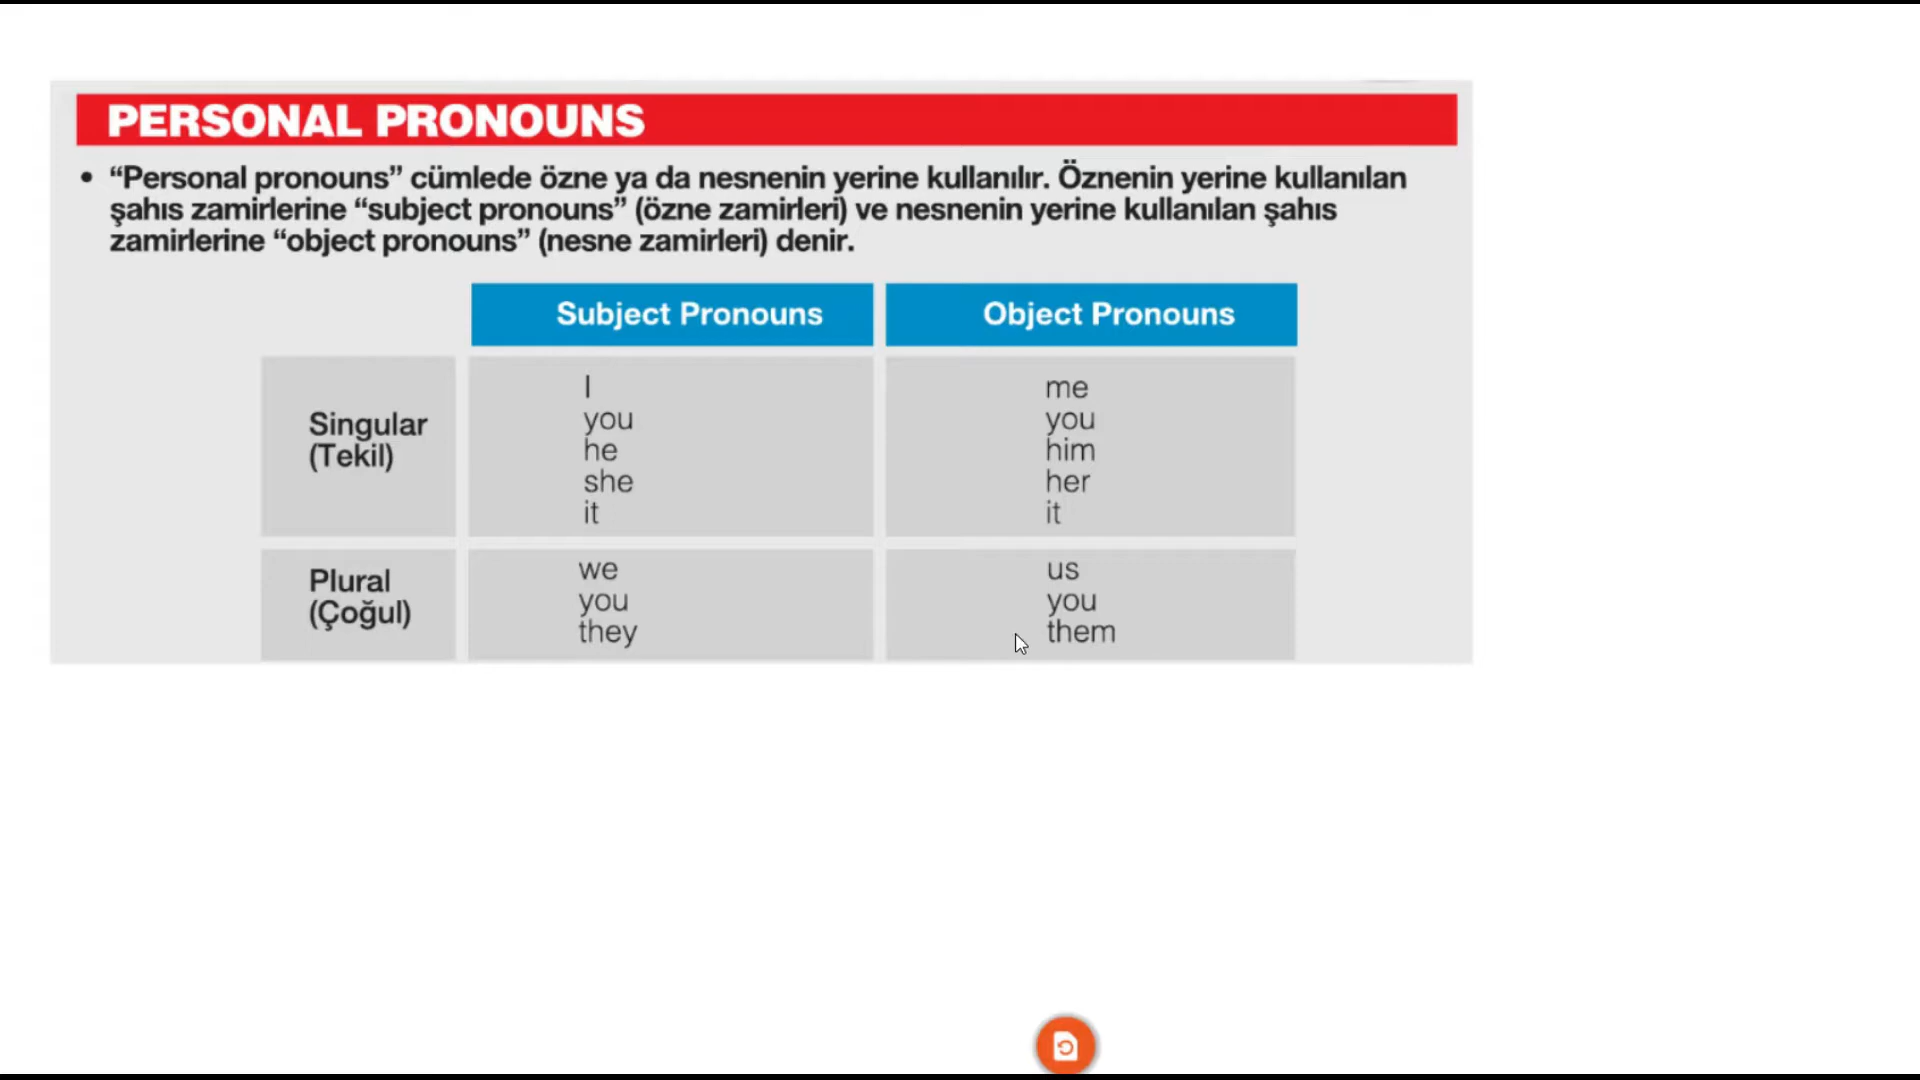 PERSONAL PRONOUNS
• “Personal pronouns” cümlede özne ya da nesnenin yerine kullanılır. Öznenin yerine kullanılan
şahıs zamirlerine “subject pronouns” (özne zamirleri) ve nesnenin yerine kullanılan şahıs
zamirlerine “object pronouns” (nesne zamirleri) denir.
Subject Pronouns Object Pronouns
Singular
(Tekil)
I
you
he
she
it
me
you
him
her
it
Plural
(Çoğul)
we
you
they
us
you
them